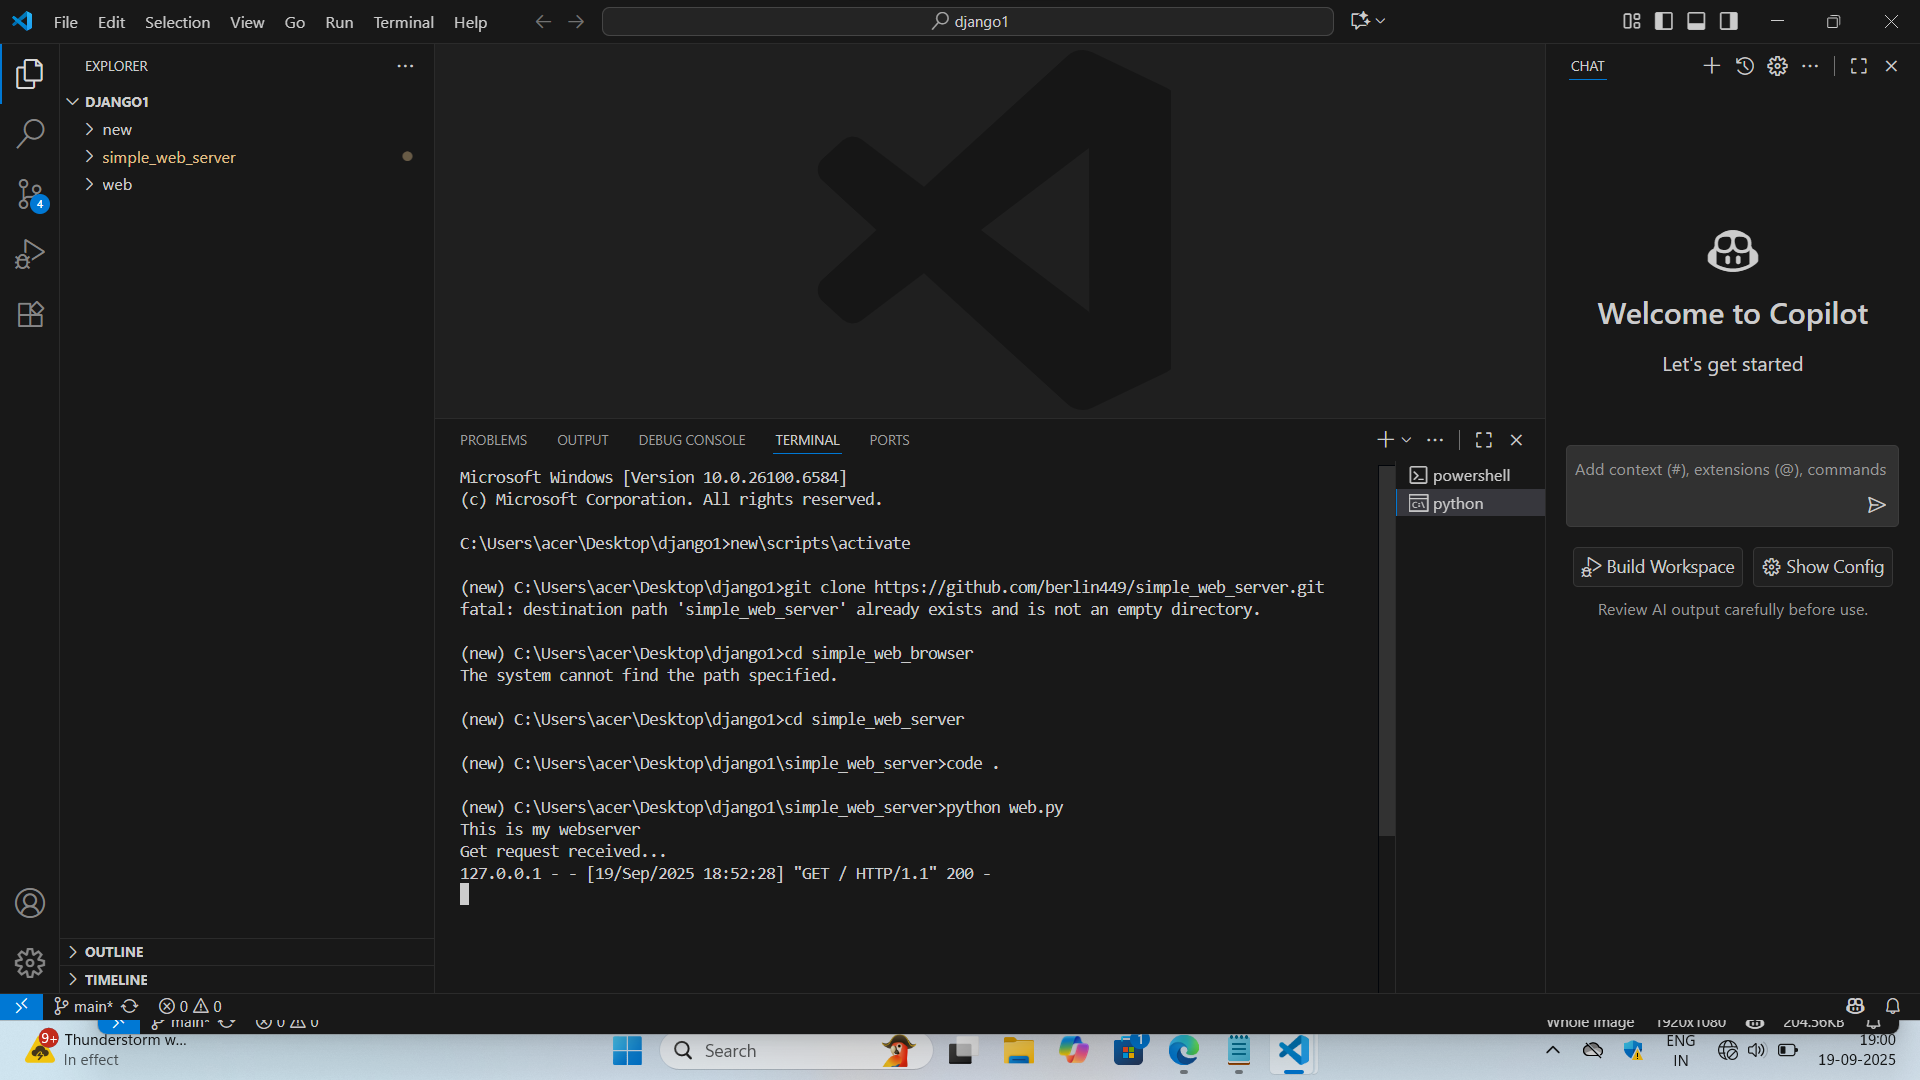 File Edit Selection View Go Run Terminal Help
django1
EXPLORER
DJANGO1
new
simple_web_server
web
4
OUTLINE
TIMELINE
PROBLEMS OUTPUT DEBUG CONSOLE TERMINAL PORTS
Microsoft Windows [Version 10.0.26100.6584]
(c) Microsoft Corporation. All rights reserved.
C:\Users\acer\Desktop\django1>new\scripts\activate
(new) C:\Users\acer\Desktop\django1>git clone https://github.com/berlin449/simple_web_server.git
fatal: destination path 'simple_web_server' already exists and is not an empty directory.
(new) C:\Users\acer\Desktop\django1>cd simple_web_browser
The system cannot find the path specified.
(new) C:\Users\acer\Desktop\django1>cd simple_web_server
(new) C:\Users\acer\Desktop\django1\simple_web_server>code .
(new) C:\Users\acer\Desktop\django1\simple_web_server>python web.py
This is my webserver
Get request received...
127.0.0.1 - - [19/Sep/2025 18:52:28] "GET / HTTP/1.1" 200 -
powershell
python
CHAT
Welcome to Copilot
Let's get started
Add context (#), extensions (@), commands
Build Workspace Show Config
Review AI output carefully before use.
main* 0 0
main* 0 0
Whole image 1920x1080 204.56KB
9+
Thunderstorm w...
In effect
Search
1
ENG
IN
19:00
19-09-2025